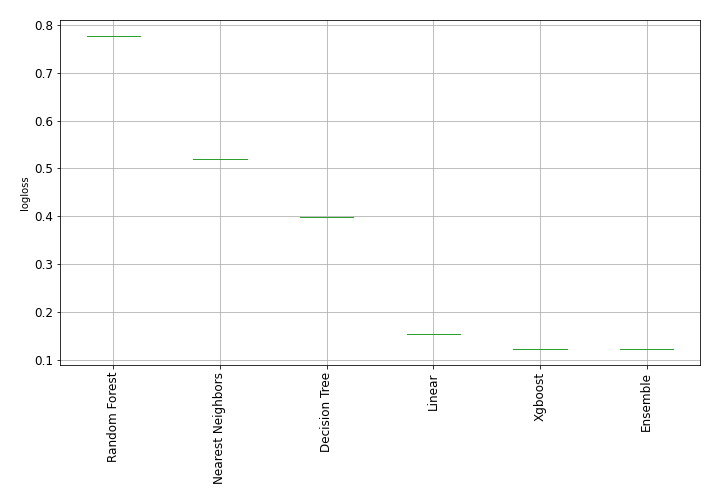 0.8
0.7
0.6
0.5
0.4
0.3
0.2
0.1
logloss
Random Forest
Nearest Neighbors
Decision Tree
Linear
Xgboost
Ensemble